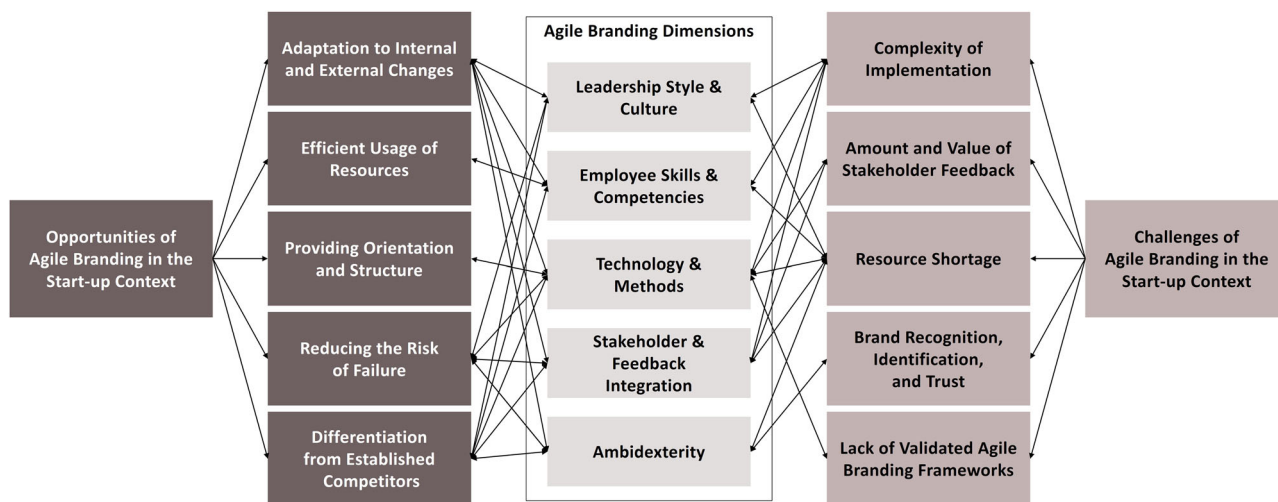 Opportunities of
Agile Branding in the
Start-up Context
Adaptation to Internal
and External Changes
Efficient Usage of
Resources
Providing Orientation
and Structure
Reducing the Risk
of Failure
Differentiation
from Established
Competitors
Agile Branding Dimensions
Leadership Style &
Culture
Employee Skills &
Competencies
Technology &
Methods
Stakeholder &
Feedback
Integration
Ambidexterity
Complexity of
Implementation
Amount and Value of
Stakeholder Feedback
Resource Shortage
Brand Recognition,
Identification,
and Trust
Lack of Validated Agile
Branding Frameworks
Challenges of
Agile Branding in the
Start-up Context